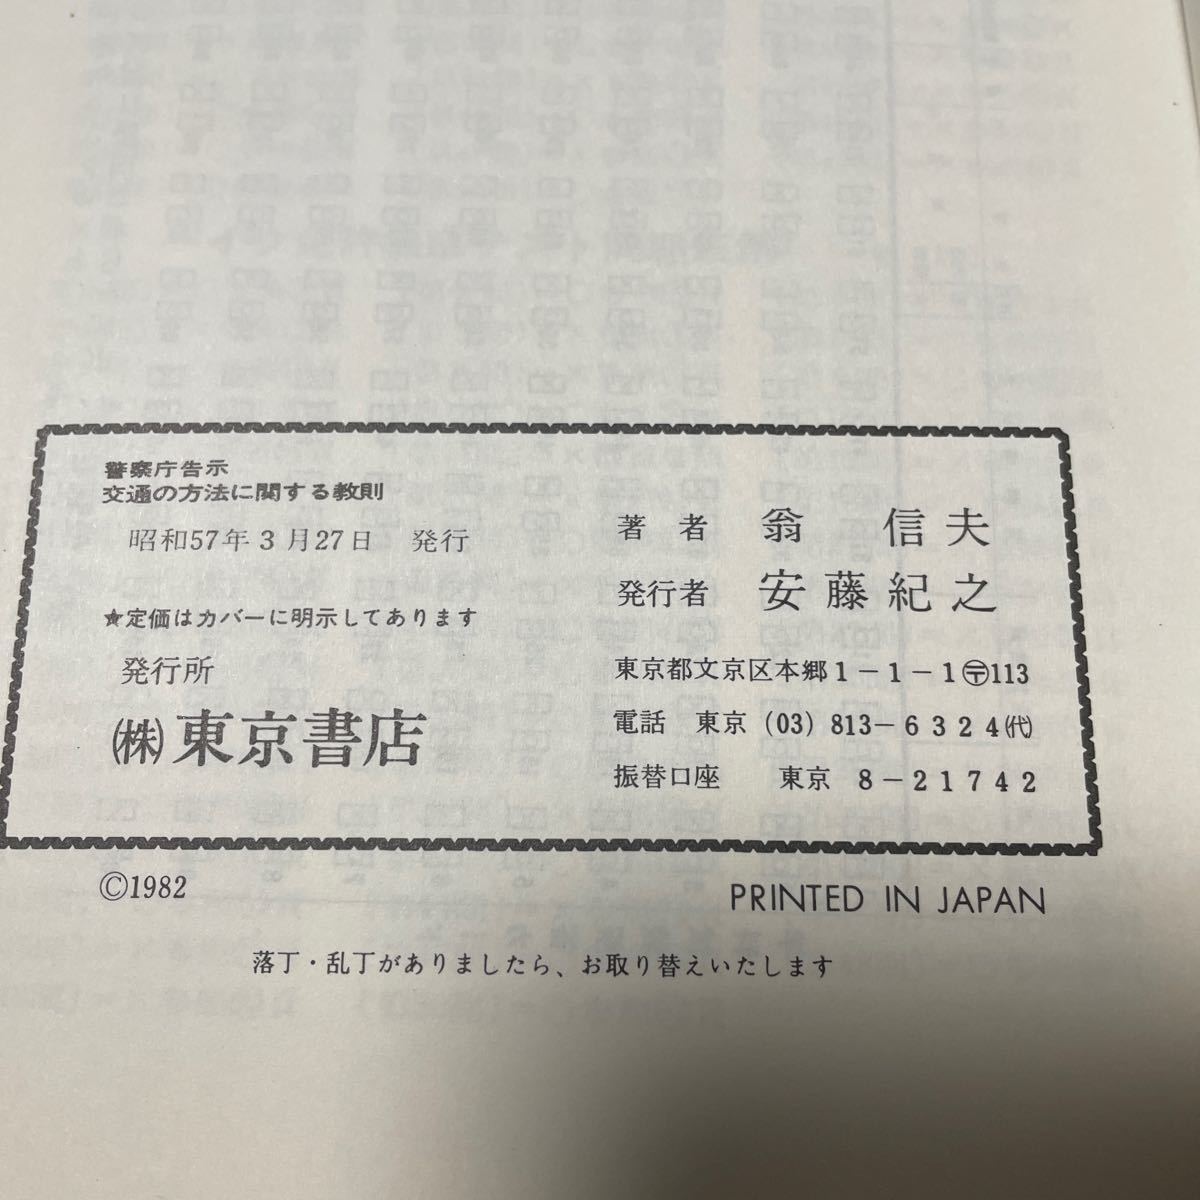 警察庁告示
交通の方法に関する教則
昭和57年3月27日 発行
★定価はカバーに明示してあります
発行所
㈱東京書店
著者 翁 信夫
発行者 安藤紀之
東京都文京区本郷1-1-1〶113
電話 東京 (03) 813-6324㈹
振替口座 東京 8-21742
©1982
PRINTED IN JAPAN
落丁・乱丁がありましたら、お取り替えいたします